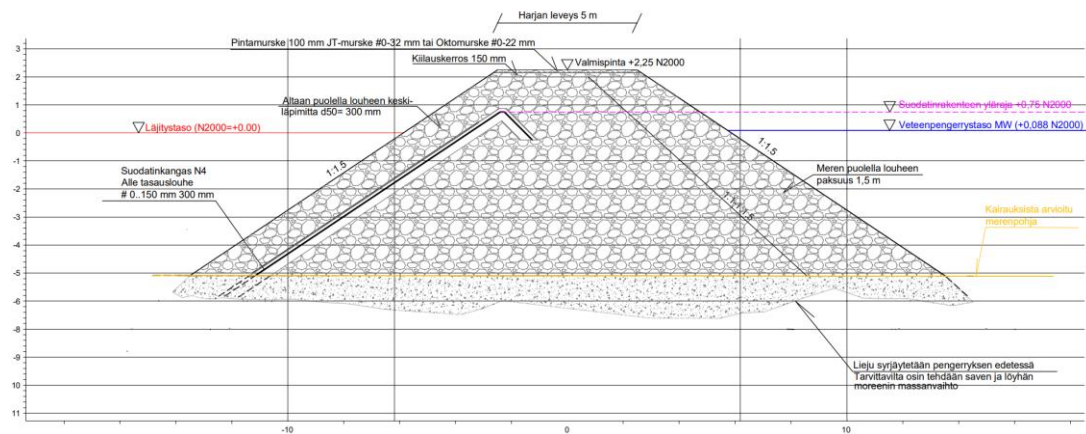 Harjan leveys 5 m
Pintamurske 100 mm JT-murske #0-32 mm tai Oktomurske #0-22 mm
Kiilauskerros 150 mm
Valmispinta +2,25 N2000
Altaan puolella louheen keski-
läpimitta d50= 300 mm
Suodatinrakenteen yläraja +0,75 N2000
Läjitystaso (N2000=+0.00)
Veteenpengerrystaso MW (+0,088 N2000)
1:1.5
1:1.5
Suodatinkangas N4
Alle tasauslouhe
# 0..150 mm 300 mm
Meren puolella louheen
paksuus 1,5 m
1:1-1:1.5
Kairauksista arvioitu
merenpohja
Lieju syrjäytetään pengerryksen edetessä
Tarvittavilta osin tehdään saven ja löyhän
moreenin massanvaihto
3
2
1
0
-1
-2
-3
-4
-5
-6
-8
-9
10
11
-10
0
10